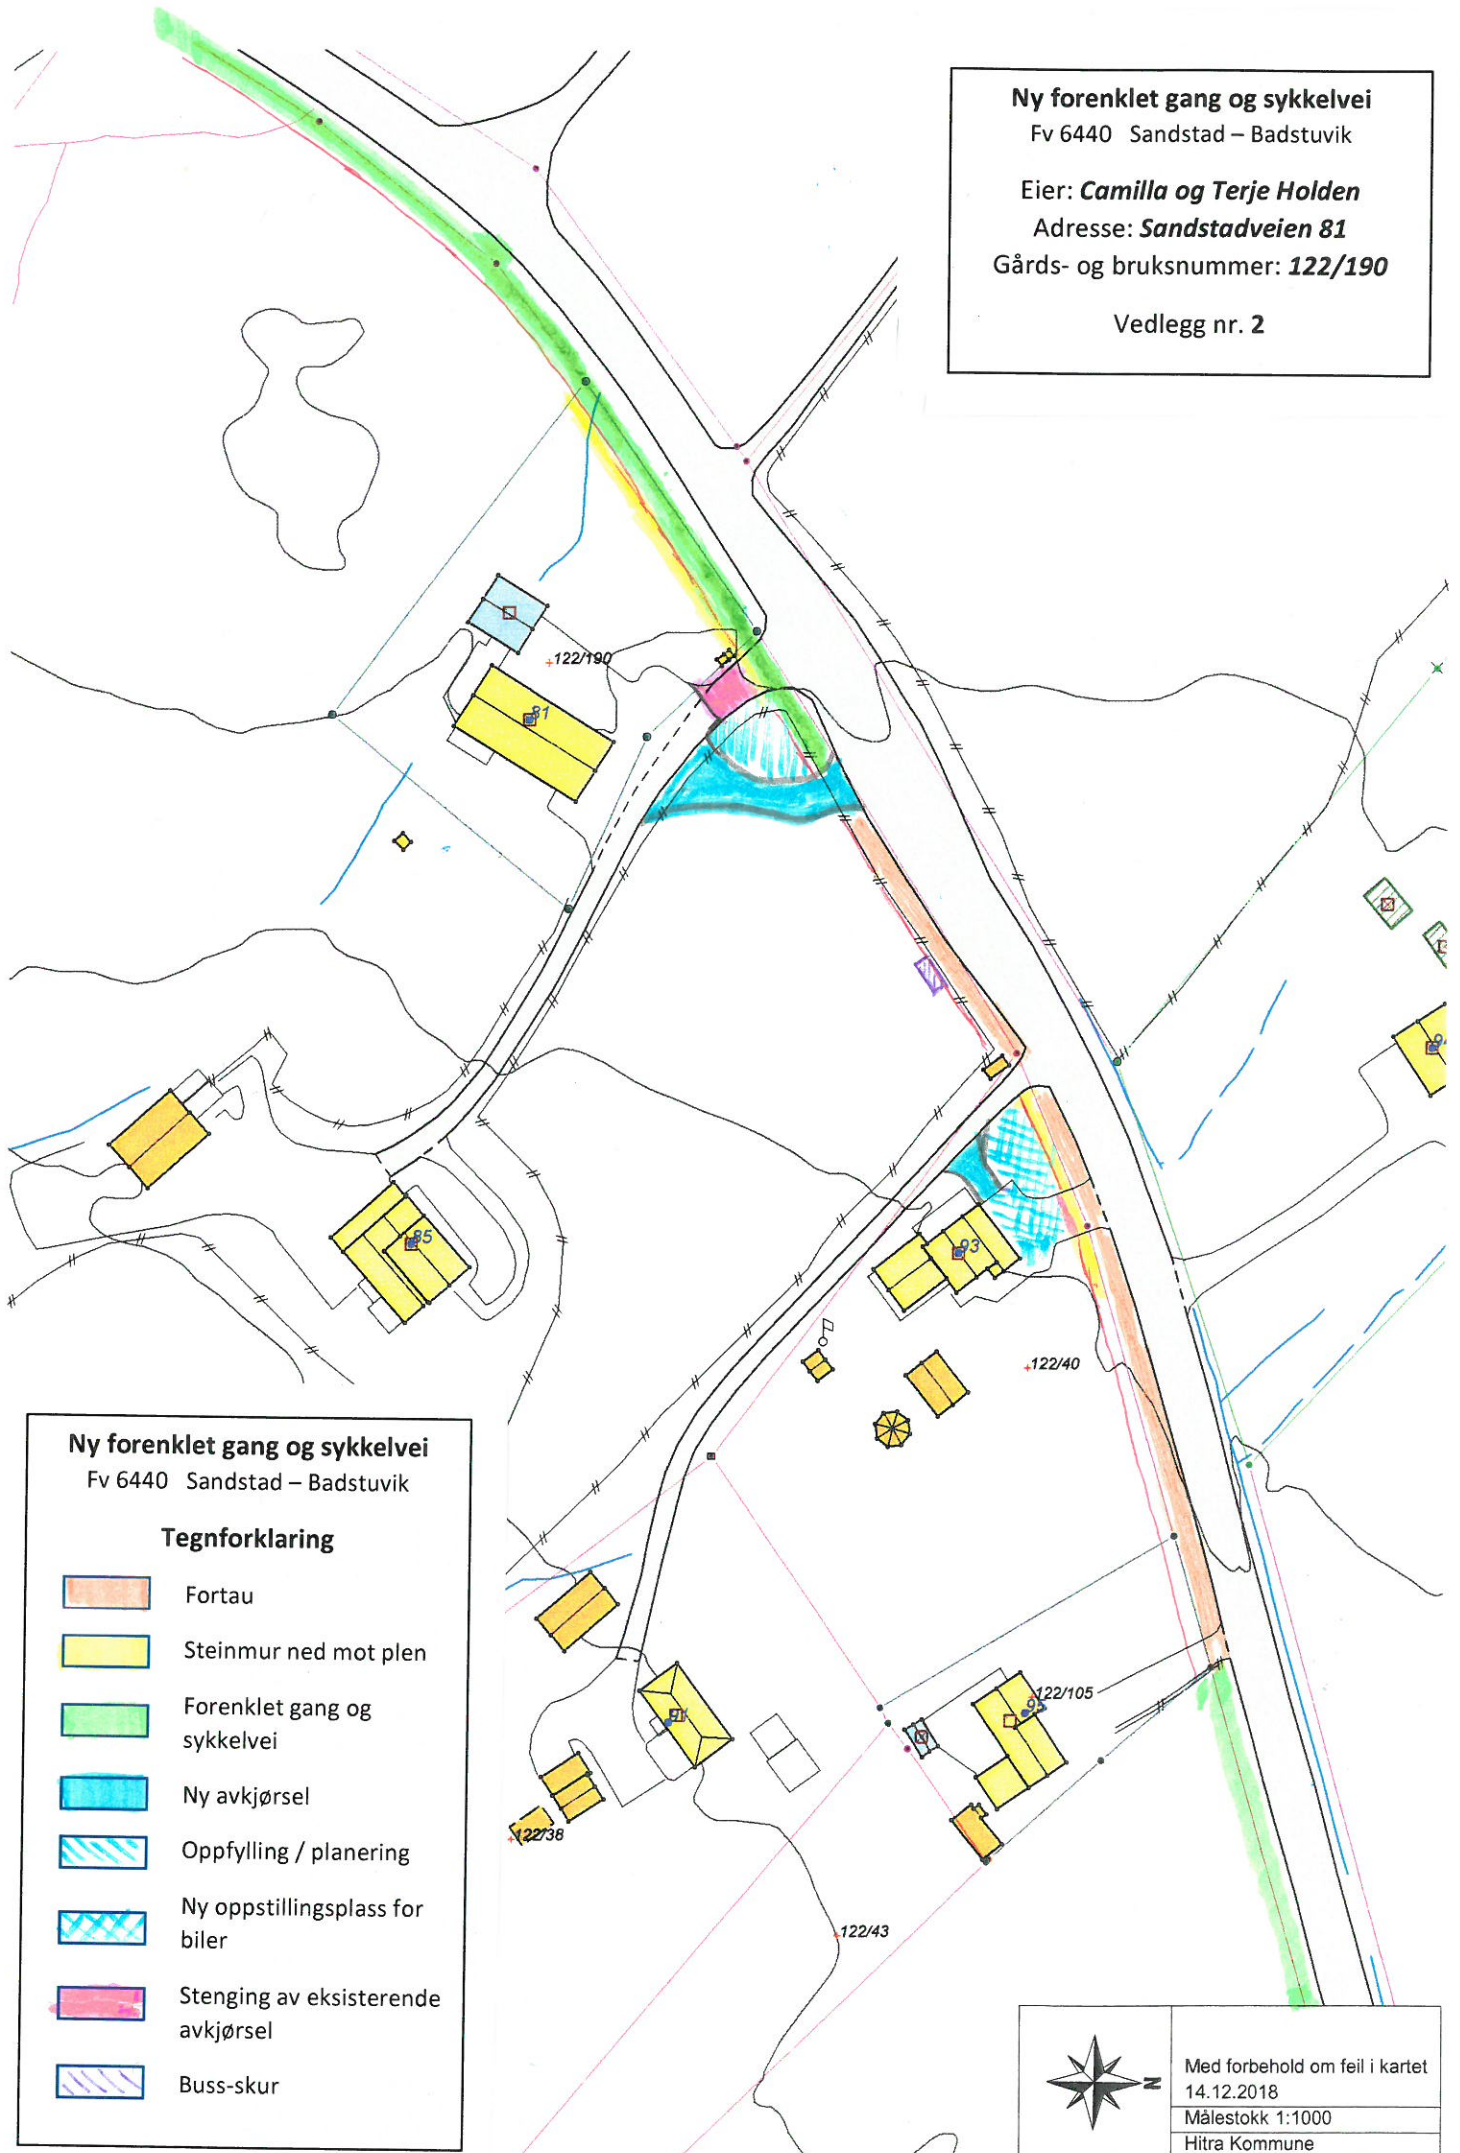 Ny forenklet gang og sykkelvei
Fv 6440 Sandstad – Badstuvik
Eier: Camilla og Terje Holden
Adresse: Sandstadveien 81
Gårds- og bruksnummer: 122/190
Vedlegg nr. 2
122/190
81
85
93
122/40
122/105
122/38
122/43
Ny forenklet gang og sykkelvei
Fv 6440 Sandstad – Badstuvik
Tegnforklaring
Fortau
Steinmur ned mot plen
Forenklet gang og
sykkelvei
Ny avkjørsel
Oppfylling / planering
Ny oppstillingsplass for
biler
Stenging av eksisterende
avkjørsel
Buss-skur
N
Med forbehold om feil i kartet
14.12.2018
Målestokk 1:1000
Hitra Kommune